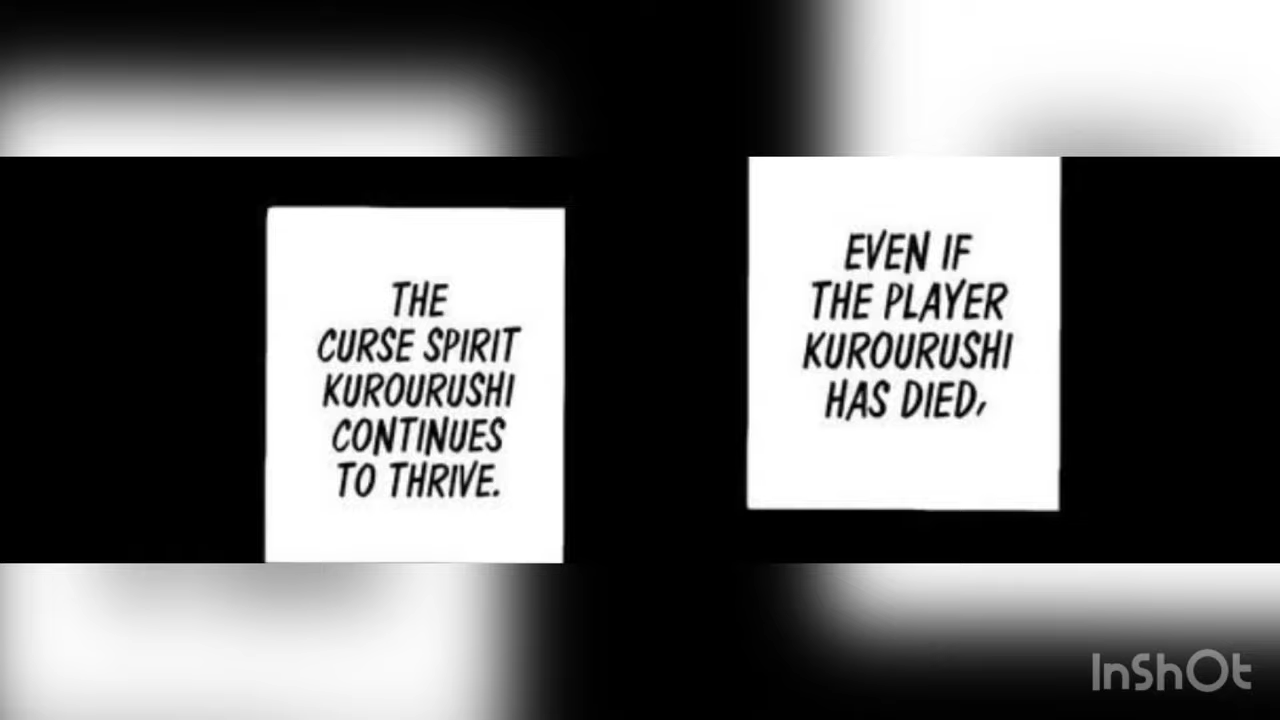 EVEN IF
THE PLAYER
KUROURUSHI
HAS DIED,
THE
CURSE SPIRIT
KUROURUSHI
CONTINUES
TO THRIVE.
InShOt